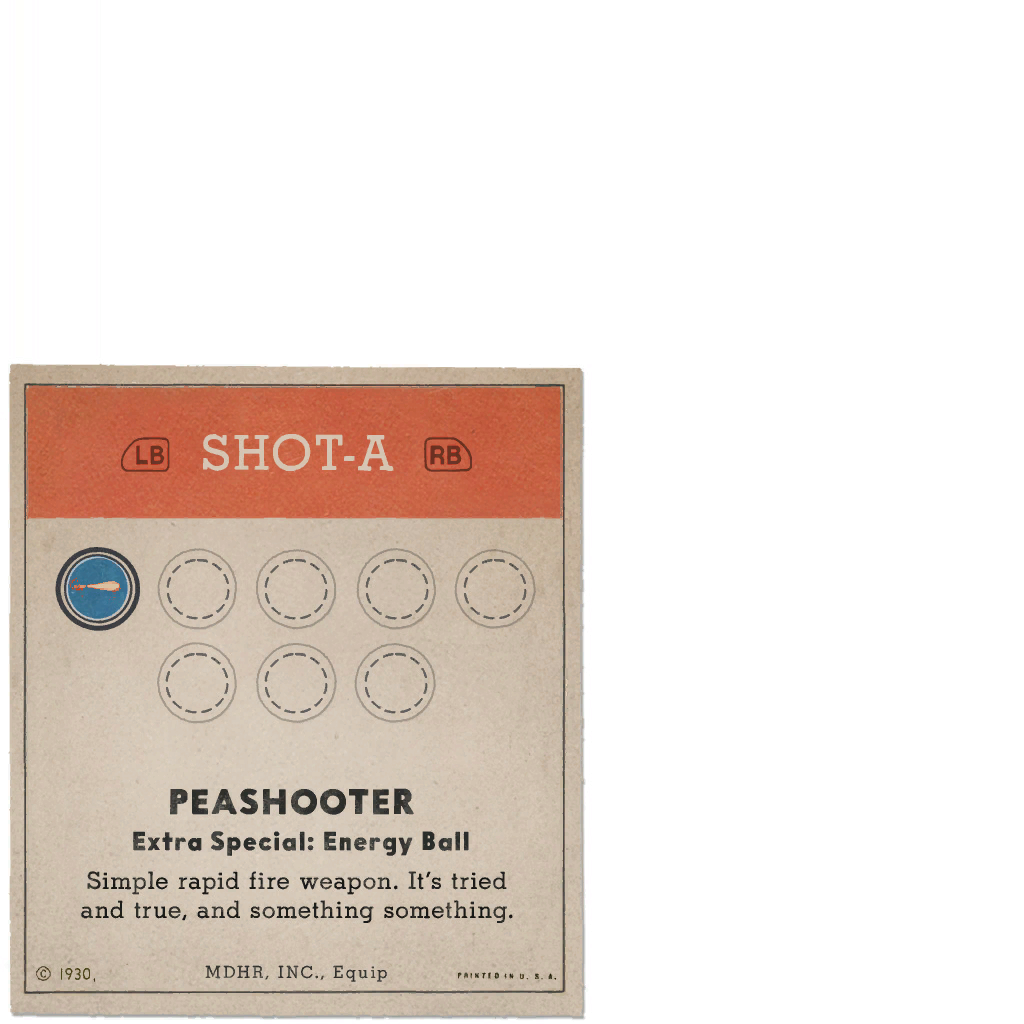 LB SHOT-A RB
PEASHOOTER
Extra Special: Energy Ball
Simple rapid fire weapon. It's tried
and true, and something something.
© 1930, MDHR, INC., Equip PRINTED IN U. S. A.